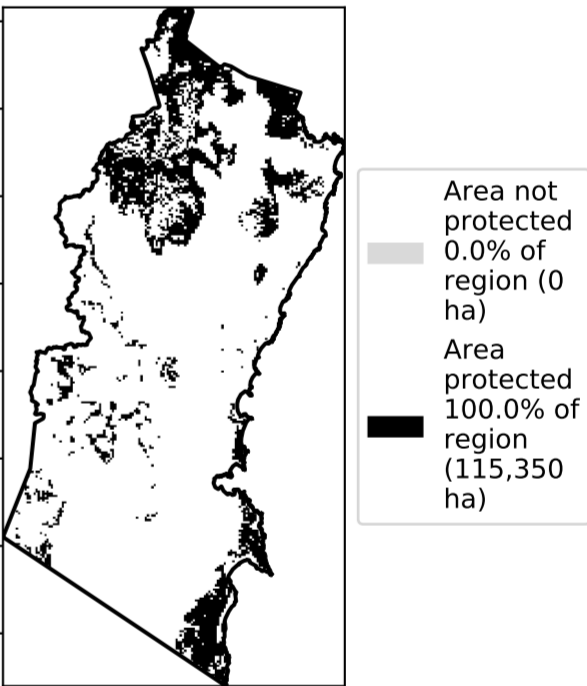 Area not
protected
0.0% of
region (0
ha)
Area
protected
100.0% of
region
(115,350
ha)